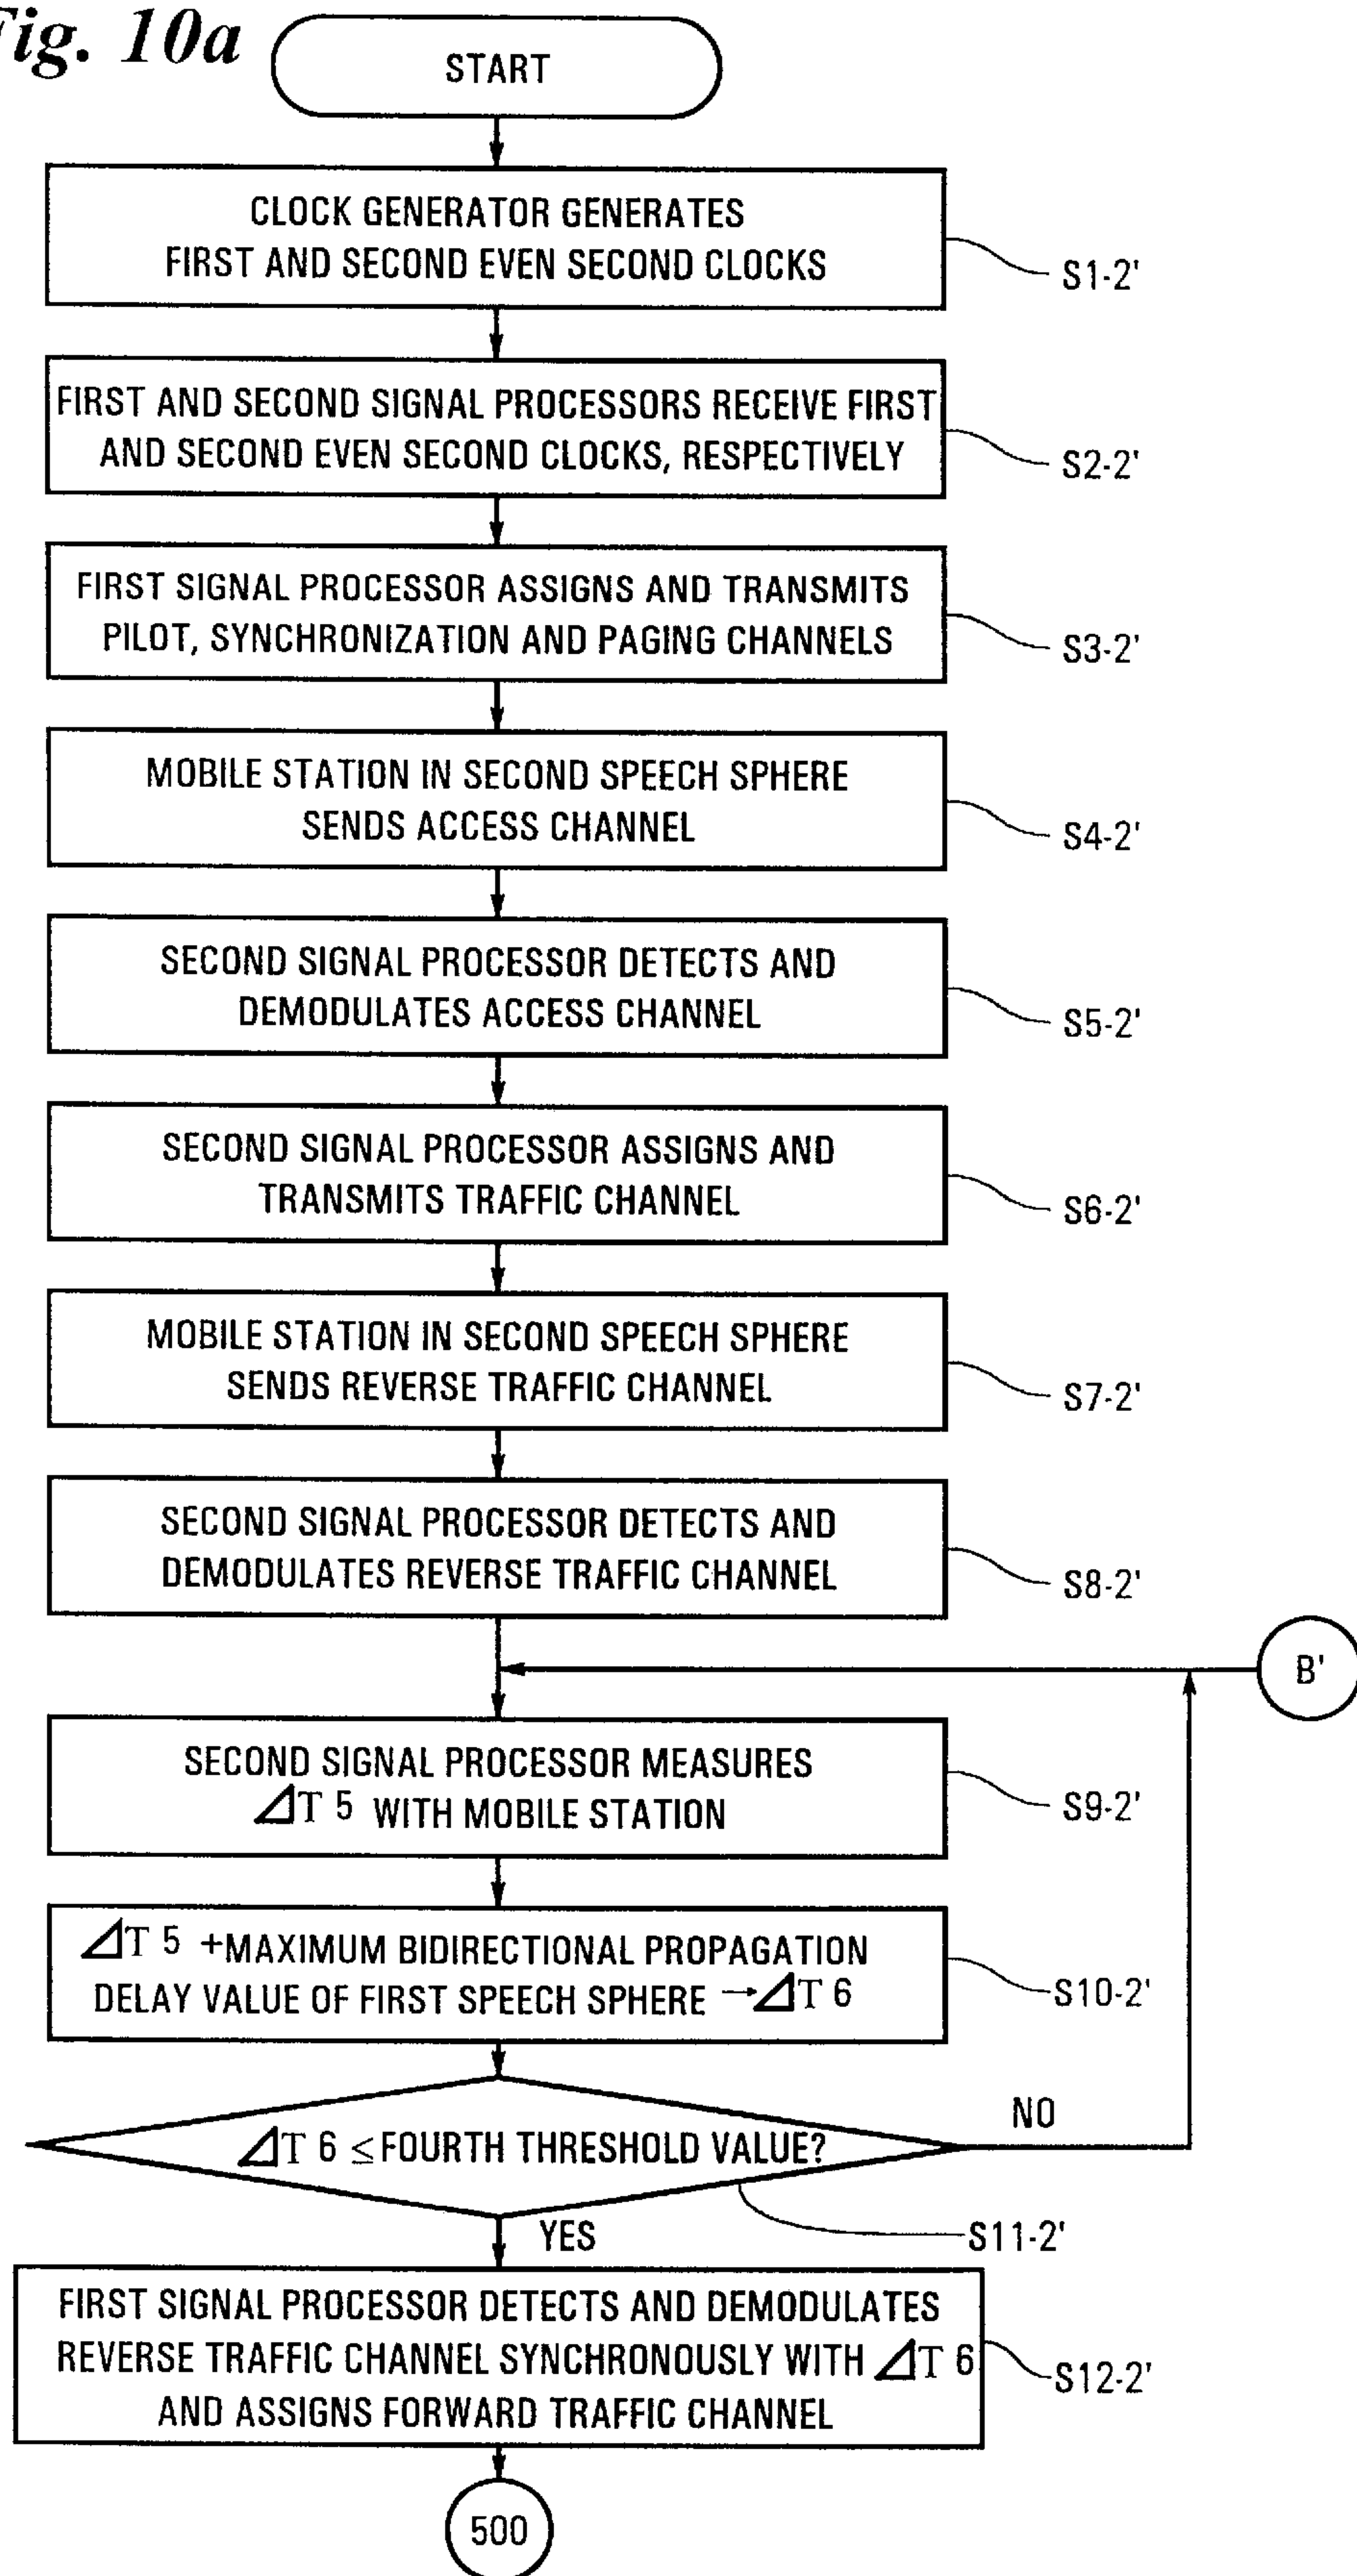 Fig. 10a
START
CLOCK GENERATOR GENERATES
FIRST AND SECOND EVEN SECOND CLOCKS
S1-2'
FIRST AND SECOND SIGNAL PROCESSORS RECEIVE FIRST
AND SECOND EVEN SECOND CLOCKS, RESPECTIVELY
S2-2'
FIRST SIGNAL PROCESSOR ASSIGNS AND TRANSMITS
PILOT, SYNCHRONIZATION AND PAGING CHANNELS
S3-2'
MOBILE STATION IN SECOND SPEECH SPHERE
SENDS ACCESS CHANNEL
S4-2'
SECOND SIGNAL PROCESSOR DETECTS AND
DEMODULATES ACCESS CHANNEL
S5-2'
SECOND SIGNAL PROCESSOR ASSIGNS AND
TRANSMITS TRAFFIC CHANNEL
S6-2'
MOBILE STATION IN SECOND SPEECH SPHERE
SENDS REVERSE TRAFFIC CHANNEL
S7-2'
SECOND SIGNAL PROCESSOR DETECTS AND
DEMODULATES REVERSE TRAFFIC CHANNEL
S8-2'
B'
SECOND SIGNAL PROCESSOR MEASURES
⊿T 5 WITH MOBILE STATION
S9-2'
⊿T 5 +MAXIMUM BIDIRECTIONAL PROPAGATION
DELAY VALUE OF FIRST SPEECH SPHERE →⊿T 6
S10-2'
⊿T 6 ≤FOURTH THRESHOLD VALUE?
NO
YES
S11-2'
FIRST SIGNAL PROCESSOR DETECTS AND DEMODULATES
REVERSE TRAFFIC CHANNEL SYNCHRONOUSLY WITH ⊿T 6
AND ASSIGNS FORWARD TRAFFIC CHANNEL
S12-2'
500